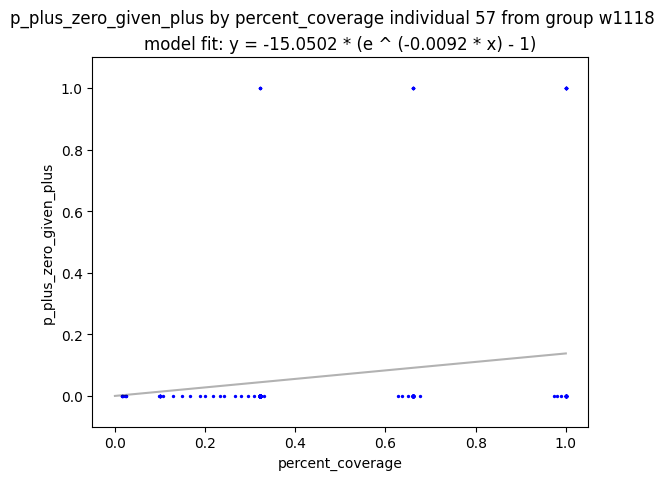 p_plus_zero_given_plus by percent_coverage individual 57 from group w1118
model fit: y = -15.0502 * (e ^ (-0.0092 * x) - 1)
1.0
0.8
0.6
0.4
0.2
0.0
p_plus_zero_given_plus
0.0 0.2 0.4 0.6 0.8 1.0
percent_coverage